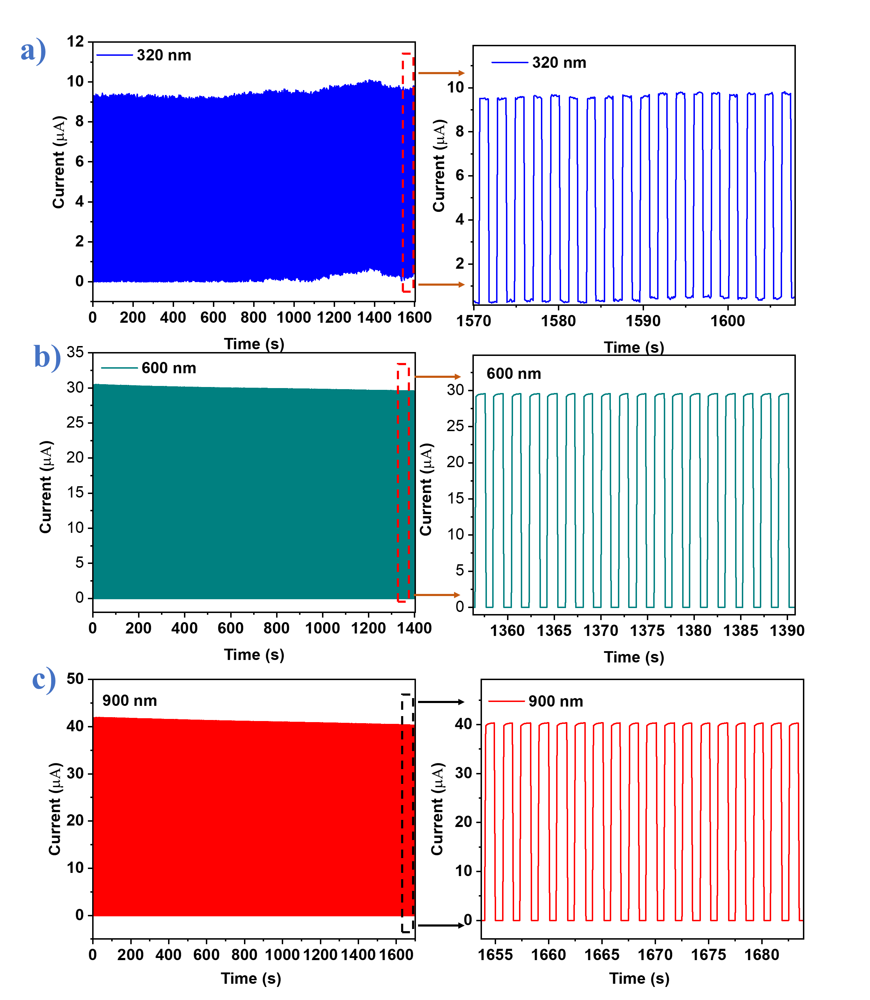 a)
320 nm
12
10
8
6
4
2
0
Current (μA)
0 200 400 600 800 1000 1200 1400 1600
Time (s)
320 nm
10
8
6
4
2
Current (μA)
1570 1580 1590 1600
Time (s)
b)
600 nm
35
30
25
20
15
10
5
0
Current (μA)
0 200 400 600 800 1000 1200 1400
Time (s)
600 nm
30
25
20
15
10
5
0
Current (μA)
1360 1365 1370 1375 1380 1385 1390
Time (s)
c)
900 nm
50
40
30
20
10
0
Current (μA)
0 200 400 600 800 1000 1200 1400 1600
Time (s)
900 nm
40
30
20
10
0
Current (μA)
1655 1660 1665 1670 1675 1680
Time (s)